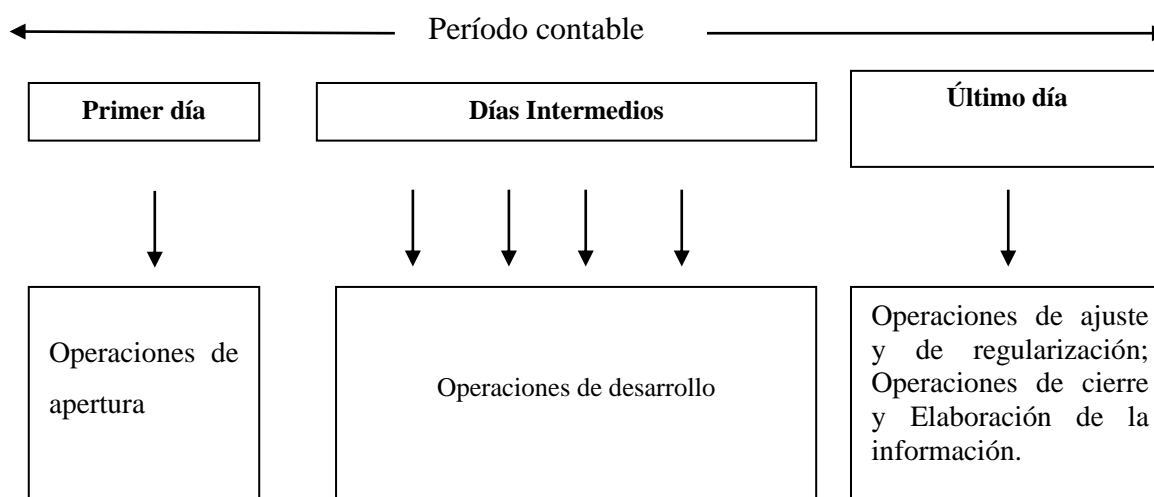 Período contable
Primer día
Días Intermedios
Último día
Operaciones de
apertura
Operaciones de desarrollo
Operaciones de ajuste
y de regularización;
Operaciones de cierre
y Elaboración de la
información.